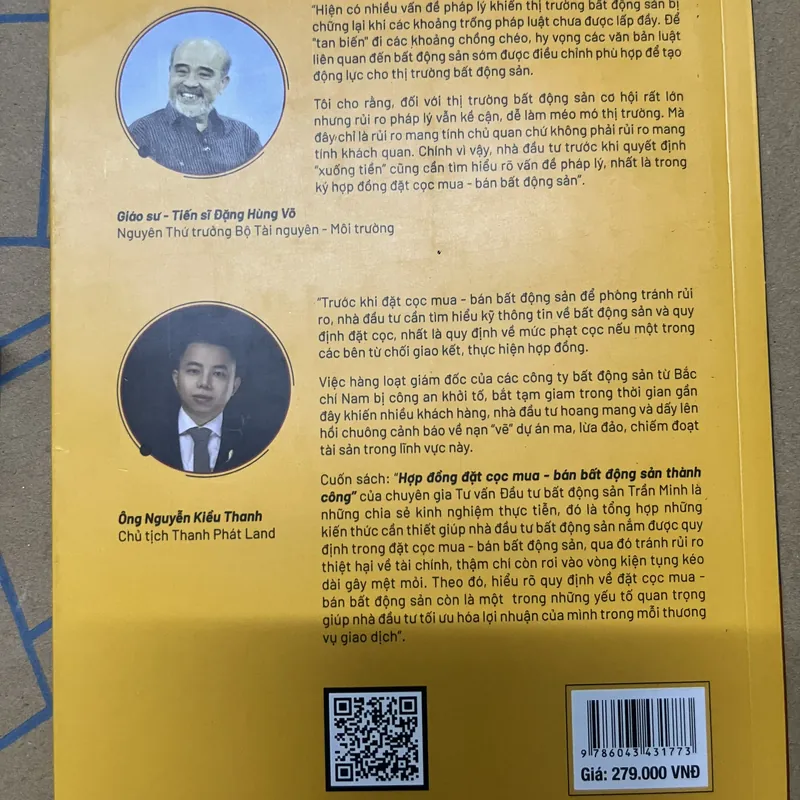 "Hiện có nhiều vấn đề pháp lý khiến thị trường bất động sản bị
chững lại khi các khoảng trống pháp luật chưa được lấp đầy. Để
"tan biến" đi các khoảng chồng chéo, hy vọng các văn bản luật
liên quan đến bất động sản sớm được điều chỉnh phù hợp để tạo
động lực cho thị trường bất động sản.
Tôi cho rằng, đối với thị trường bất động sản cơ hội rất lớn
nhưng rủi ro pháp lý vẫn kề cận, dễ làm méo mó thị trường. Mà
đây chỉ là rủi ro mang tính chủ quan chứ không phải rủi ro mang
tính khách quan. Chính vì vậy, nhà đầu tư trước khi quyết định
"xuống tiền" cũng cần tìm hiểu rõ vấn đề pháp lý, nhất là trong
ký hợp đồng đặt cọc mua - bán bất động sản".
Giáo sư - Tiến sĩ Đặng Hùng Võ
Nguyên Thứ trưởng Bộ Tài nguyên - Môi trường
"Trước khi đặt cọc mua - bán bất động sản để phòng tránh rủi
ro, nhà đầu tư cần tìm hiểu kỹ thông tin về bất động sản và quy
định đặt cọc, nhất là quy định về mức phạt cọc nếu một trong
các bên từ chối giao kết, thực hiện hợp đồng.
Việc hàng loạt giám đốc của các công ty bất động sản từ Bắc
chí Nam bị công an khởi tố, bắt tạm giam trong thời gian gần
đây khiến nhiều khách hàng, nhà đầu tư hoang mang và dấy lên
hồi chuông cảnh báo về nạn "vẽ" dự án ma, lừa đảo, chiếm đoạt
tài sản trong lĩnh vực này.
Cuốn sách: "Hợp đồng đặt cọc mua - bán bất động sản thành
công" của chuyên gia Tư vấn Đầu tư bất động sản Trần Minh là
những chia sẻ kinh nghiệm thực tiễn, đó là tổng hợp những
kiến thức cần thiết giúp nhà đầu tư bất động sản nắm được quy
định trong đặt cọc mua - bán bất động sản, qua đó tránh rủi ro
thiệt hại về tài chính, thậm chí còn rơi vào vòng kiện tụng kéo
dài gây mệt mỏi. Theo đó, hiểu rõ quy định về đặt cọc mua -
bán bất động sản còn là một trong những yếu tố quan trọng
giúp nhà đầu tư tối ưu hóa lợi nhuận của mình trong mỗi thương
vụ giao dịch".
Ông Nguyễn Kiều Thanh
Chủ tịch Thanh Phát Land
9 786043 431773
Giá: 279.000 VNĐ